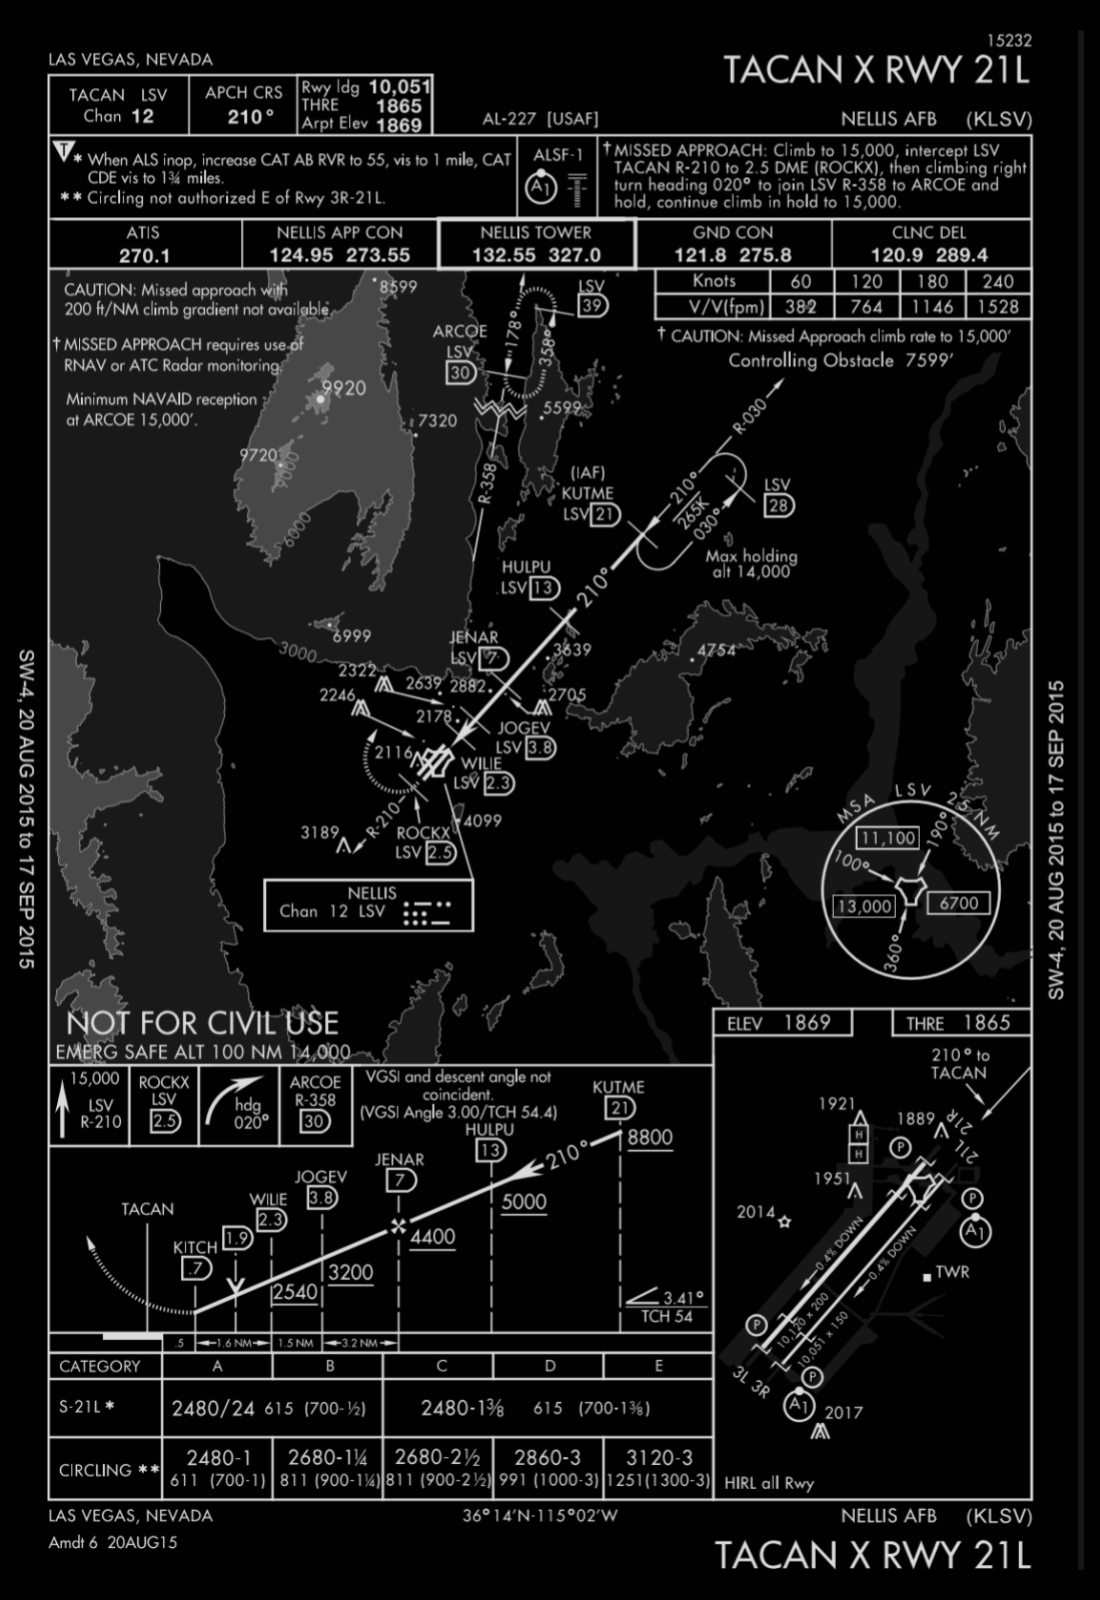 15232
LAS VEGAS, NEVADA
TACAN X RWY 21L
TACAN LSV
Chan 12
APCH CRS
210°
Rwy ldg 10,051
THRE 1865
Arpt Elev 1869
AL-227 [USAF]
NELLIS AFB (KLSV)
T
* When ALS inop, increase CAT AB RVR to 55, vis to 1 mile, CAT
CDE vis to 1¾ miles.
** Circling not authorized E of Rwy 3R-21L.
ALSF-1
A1
† MISSED APPROACH: Climb to 15,000, intercept LSV
TACAN R-210 to 2.5 DME (ROCKX), then climbing right
turn heading 020° to join LSV R-358 to ARCOE and
hold, continue climb in hold to 15,000.
ATIS
270.1
NELLIS APP CON
124.95 273.55
NELLIS TOWER
132.55 327.0
GND CON
121.8 275.8
CLNC DEL
120.9 289.4
Knots 60 120 180 240
V/V(fpm) 382 764 1146 1528
CAUTION: Missed approach with
200 ft/NM climb gradient not available.
† MISSED APPROACH requires use of
RNAV or ATC Radar monitoring.
Minimum NAVAID reception
at ARCOE 15,000'.
† CAUTION: Missed Approach climb rate to 15,000'
Controlling Obstacle 7599'
8599
LSV
39
ARCOE
LSV
30
178°
358°
9920
7320
5599
9720
9000
6000
R-358
R-030
(IAF)
KUTME
LSV 21
210°
265K
030°
LSV
28
Max holding
alt 14,000
HULPU
LSV 13
210°
6999
3000
JENAR
LSV 7
3639
4754
2322
2246
2639
2882
2705
2178
JOGEV
LSV 3.8
2116
WILIE
LSV 2.3
R-210
4099
3189
ROCKX
LSV 2.5
NELLIS
Chan 12 LSV
MSA LSV 25 NM
11,100
190°
100°
13,000
6700
360°
SW-4, 20 AUG 2015 to 17 SEP 2015
SW-4, 20 AUG 2015 to 17 SEP 2015
NOT FOR CIVIL USE
EMERG SAFE ALT 100 NM 14,000
15,000
LSV
R-210
ROCKX
LSV
2.5
hdg
020°
ARCOE
R-358
30
VGSI and descent angle not
coincident.
(VGSI Angle 3.00/TCH 54.4)
KUTME
21
8800
HULPU
13
210°
5000
JENAR
7
4400
JOGEV
3.8
3200
WILIE
2.3
2540
1.9
KITCH
.7
TACAN
3.41°
TCH 54
.5
1.6 NM
1.5 NM
3.2 NM
CATEGORY A B C D E
S-21L * 2480/24 615 (700-½) 2480-1⅜ 615 (700-1⅜)
CIRCLING ** 2480-1 2680-1¼ 2680-2½ 2860-3 3120-3
611 (700-1) 811 (900-1¼) 811 (900-2½) 991 (1000-3) 1251(1300-3)
ELEV 1869
THRE 1865
210° to
TACAN
1921
1889
H
H
P
21R
21L
1951
2014
P
A1
0.4% DOWN
0.4% DOWN
TWR
P
10,120 x 200
10,051 x 150
3L 3R
P
A1
2017
HIRL all Rwy
LAS VEGAS, NEVADA
36°14'N-115°02'W
NELLIS AFB (KLSV)
Amdt 6 20AUG15
TACAN X RWY 21L